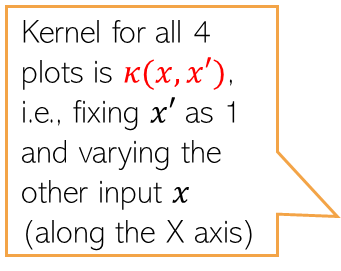 Kernel for all 4
plots is κ(x, x′),
i.e., fixing x′ as 1
and varying the
other input x
(along the X axis)